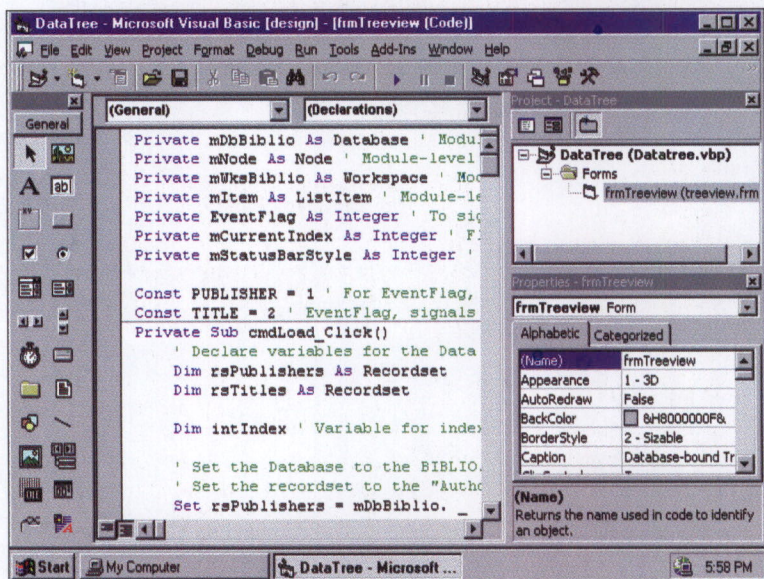 DataTree - Microsoft Visual Basic [design] - [frmTreeview (Code)]
File Edit View Project Format Debug Run Tools Add-Ins Window Help
General
(General)
(Declarations)
Private mDbBiblio As Database ' Modu
Private mNode As Node ' Module-level
Private mWksBiblio As Workspace ' Mod
Private mItem As ListItem ' Module-le
Private EventFlag As Integer ' To sig
Private mCurrentIndex As Integer ' Fl
Private mStatusBarStyle As Integer '
Const PUBLISHER = 1 ' For EventFlag,
Const TITLE = 2 ' EventFlag, signals
Private Sub cmdLoad_Click()
' Declare variables for the Data
Dim rsPublishers As Recordset
Dim rsTitles As Recordset
Dim intIndex ' Variable for index
' Set the Database to the BIBLIO.
' Set the recordset to the "Autho
Set rsPublishers = mDbBiblio. _
Project - DataTree
DataTree (Datatree.vbp)
Forms
frmTreeview (treeview.frm
Properties - frmTreeview
frmTreeview Form
Alphabetic Categorized
(Name) frmTreeview
Appearance 1 - 3D
AutoRedraw False
BackColor &H8000000F&
BorderStyle 2 - Sizable
Caption Database-bound Tr
(Name)
Returns the name used in code to identify
an object.
A ab|
xv
OLE
Start My Computer DataTree - Microsoft ... 5:58 PM